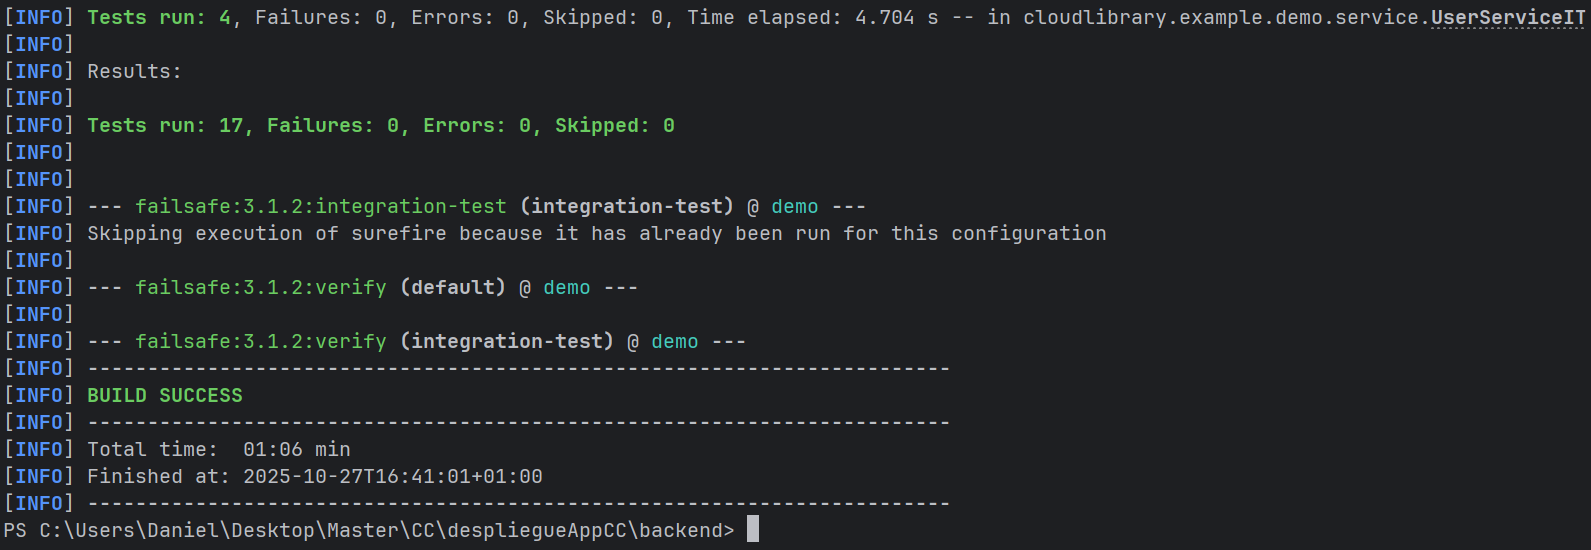 [INFO] Tests run: 4, Failures: 0, Errors: 0, Skipped: 0, Time elapsed: 4.704 s -- in cloudlibrary.example.demo.service.UserServiceIT
[INFO]
[INFO] Results:
[INFO]
[INFO] Tests run: 17, Failures: 0, Errors: 0, Skipped: 0
[INFO]
[INFO]
[INFO] --- failsafe:3.1.2:integration-test (integration-test) @ demo ---
[INFO] Skipping execution of surefire because it has already been run for this configuration
[INFO]
[INFO] --- failsafe:3.1.2:verify (default) @ demo ---
[INFO]
[INFO] --- failsafe:3.1.2:verify (integration-test) @ demo ---
[INFO] ------------------------------------------------------------------------
[INFO] BUILD SUCCESS
[INFO] ------------------------------------------------------------------------
[INFO] Total time:  01:06 min
[INFO] Finished at: 2025-10-27T16:41:01+01:00
[INFO] ------------------------------------------------------------------------
PS C:\Users\Daniel\Desktop\Master\CC\despliegueAppCC\backend>